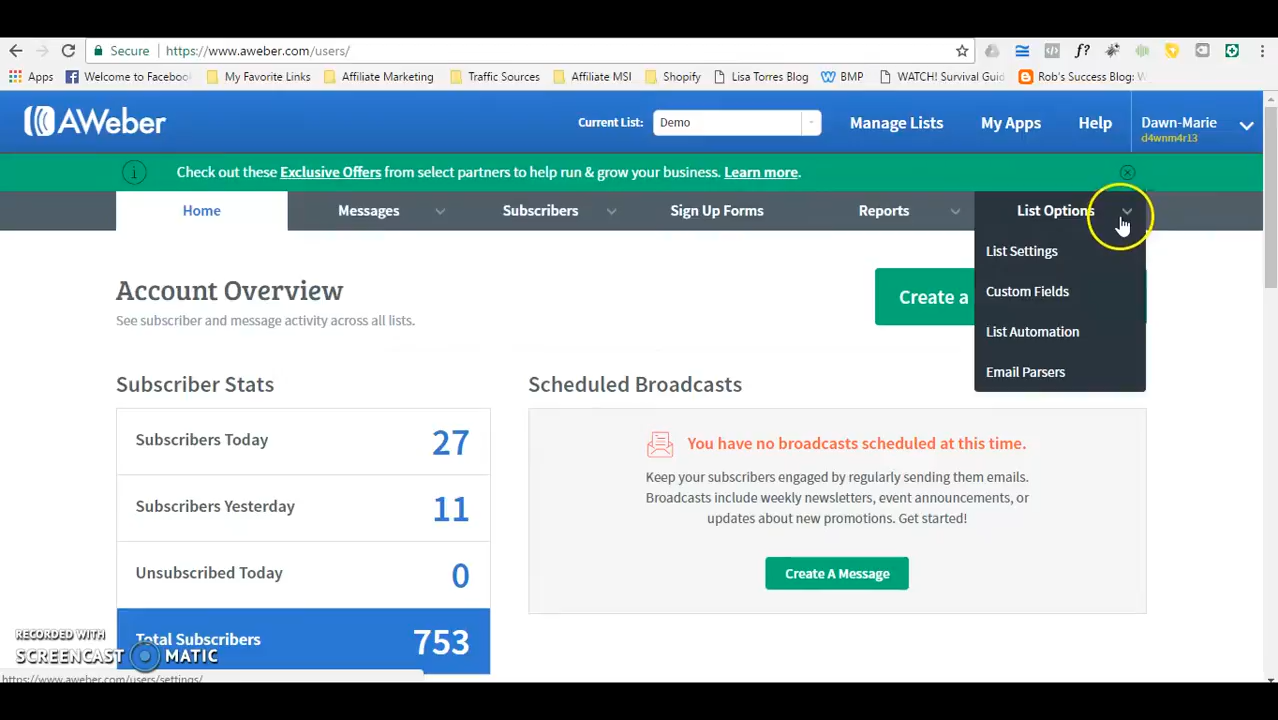 Secure https://www.aweber.com/users/
Apps Welcome to Facebook My Favorite Links Affiliate Marketing Traffic Sources Affiliate MSI Shopify Lisa Torres Blog BMP WATCH! Survival Guid Rob's Success Blog:
AWeber Current List: Demo Manage Lists My Apps Help Dawn-Marie
d4wnm4r13
Check out these Exclusive Offers from select partners to help run & grow your business. Learn more.
Home Messages Subscribers Sign Up Forms Reports List Options
List Settings
Custom Fields
List Automation
Email Parsers
Account Overview
Create a
See subscriber and message activity across all lists.
Subscriber Stats
Subscribers Today 27
Subscribers Yesterday 11
Unsubscribed Today 0
Total Subscribers 753
Scheduled Broadcasts
You have no broadcasts scheduled at this time.
Keep your subscribers engaged by regularly sending them emails.
Broadcasts include weekly newsletters, event announcements, or
updates about new promotions. Get started!
Create A Message
RECORDED WITH
SCREENCAST MATIC
https://www.aweber.com/users/settings/